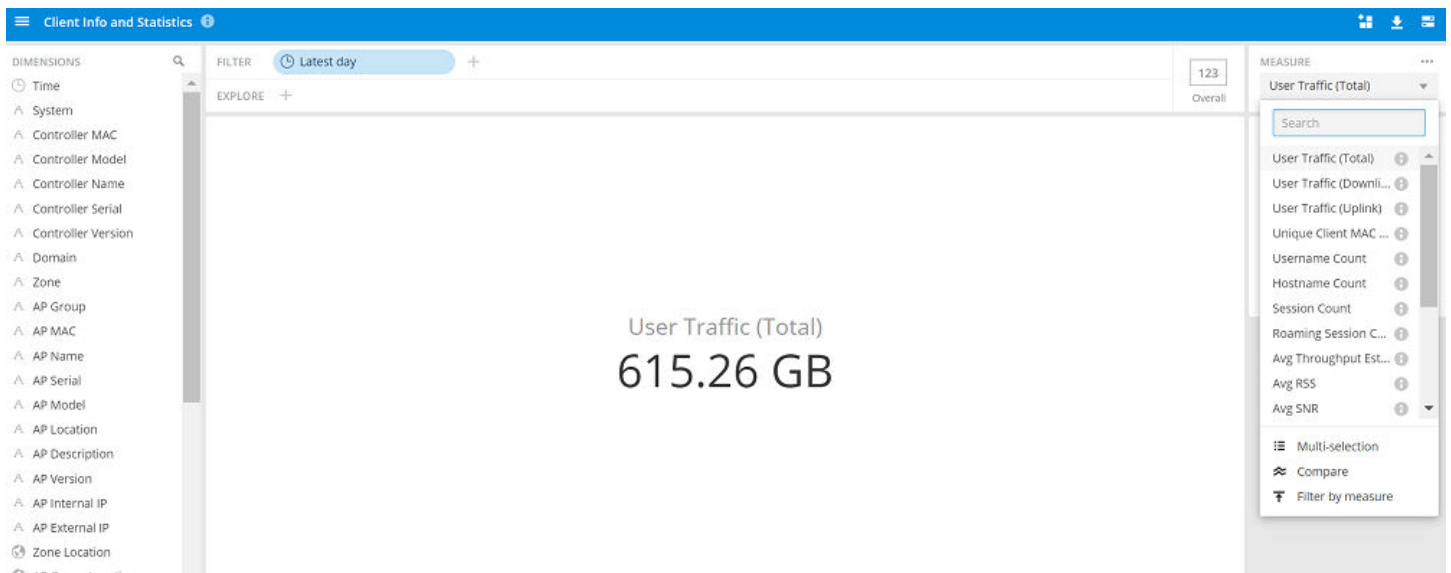 Client Info and Statistics
DIMENSIONS
Time
System
Controller MAC
Controller Model
Controller Name
Controller Serial
Controller Version
Domain
Zone
AP Group
AP MAC
AP Name
AP Serial
AP Model
AP Location
AP Description
AP Version
AP Internal IP
AP External IP
Zone Location
FILTER Latest day
EXPLORE
123
Overall
User Traffic (Total)
615.26 GB
MEASURE
User Traffic (Total)
Search
User Traffic (Total)
User Traffic (Downli...
User Traffic (Uplink)
Unique Client MAC ...
Username Count
Hostname Count
Session Count
Roaming Session C...
Avg Throughput Est...
Avg RSS
Avg SNR
Multi-selection
Compare
Filter by measure